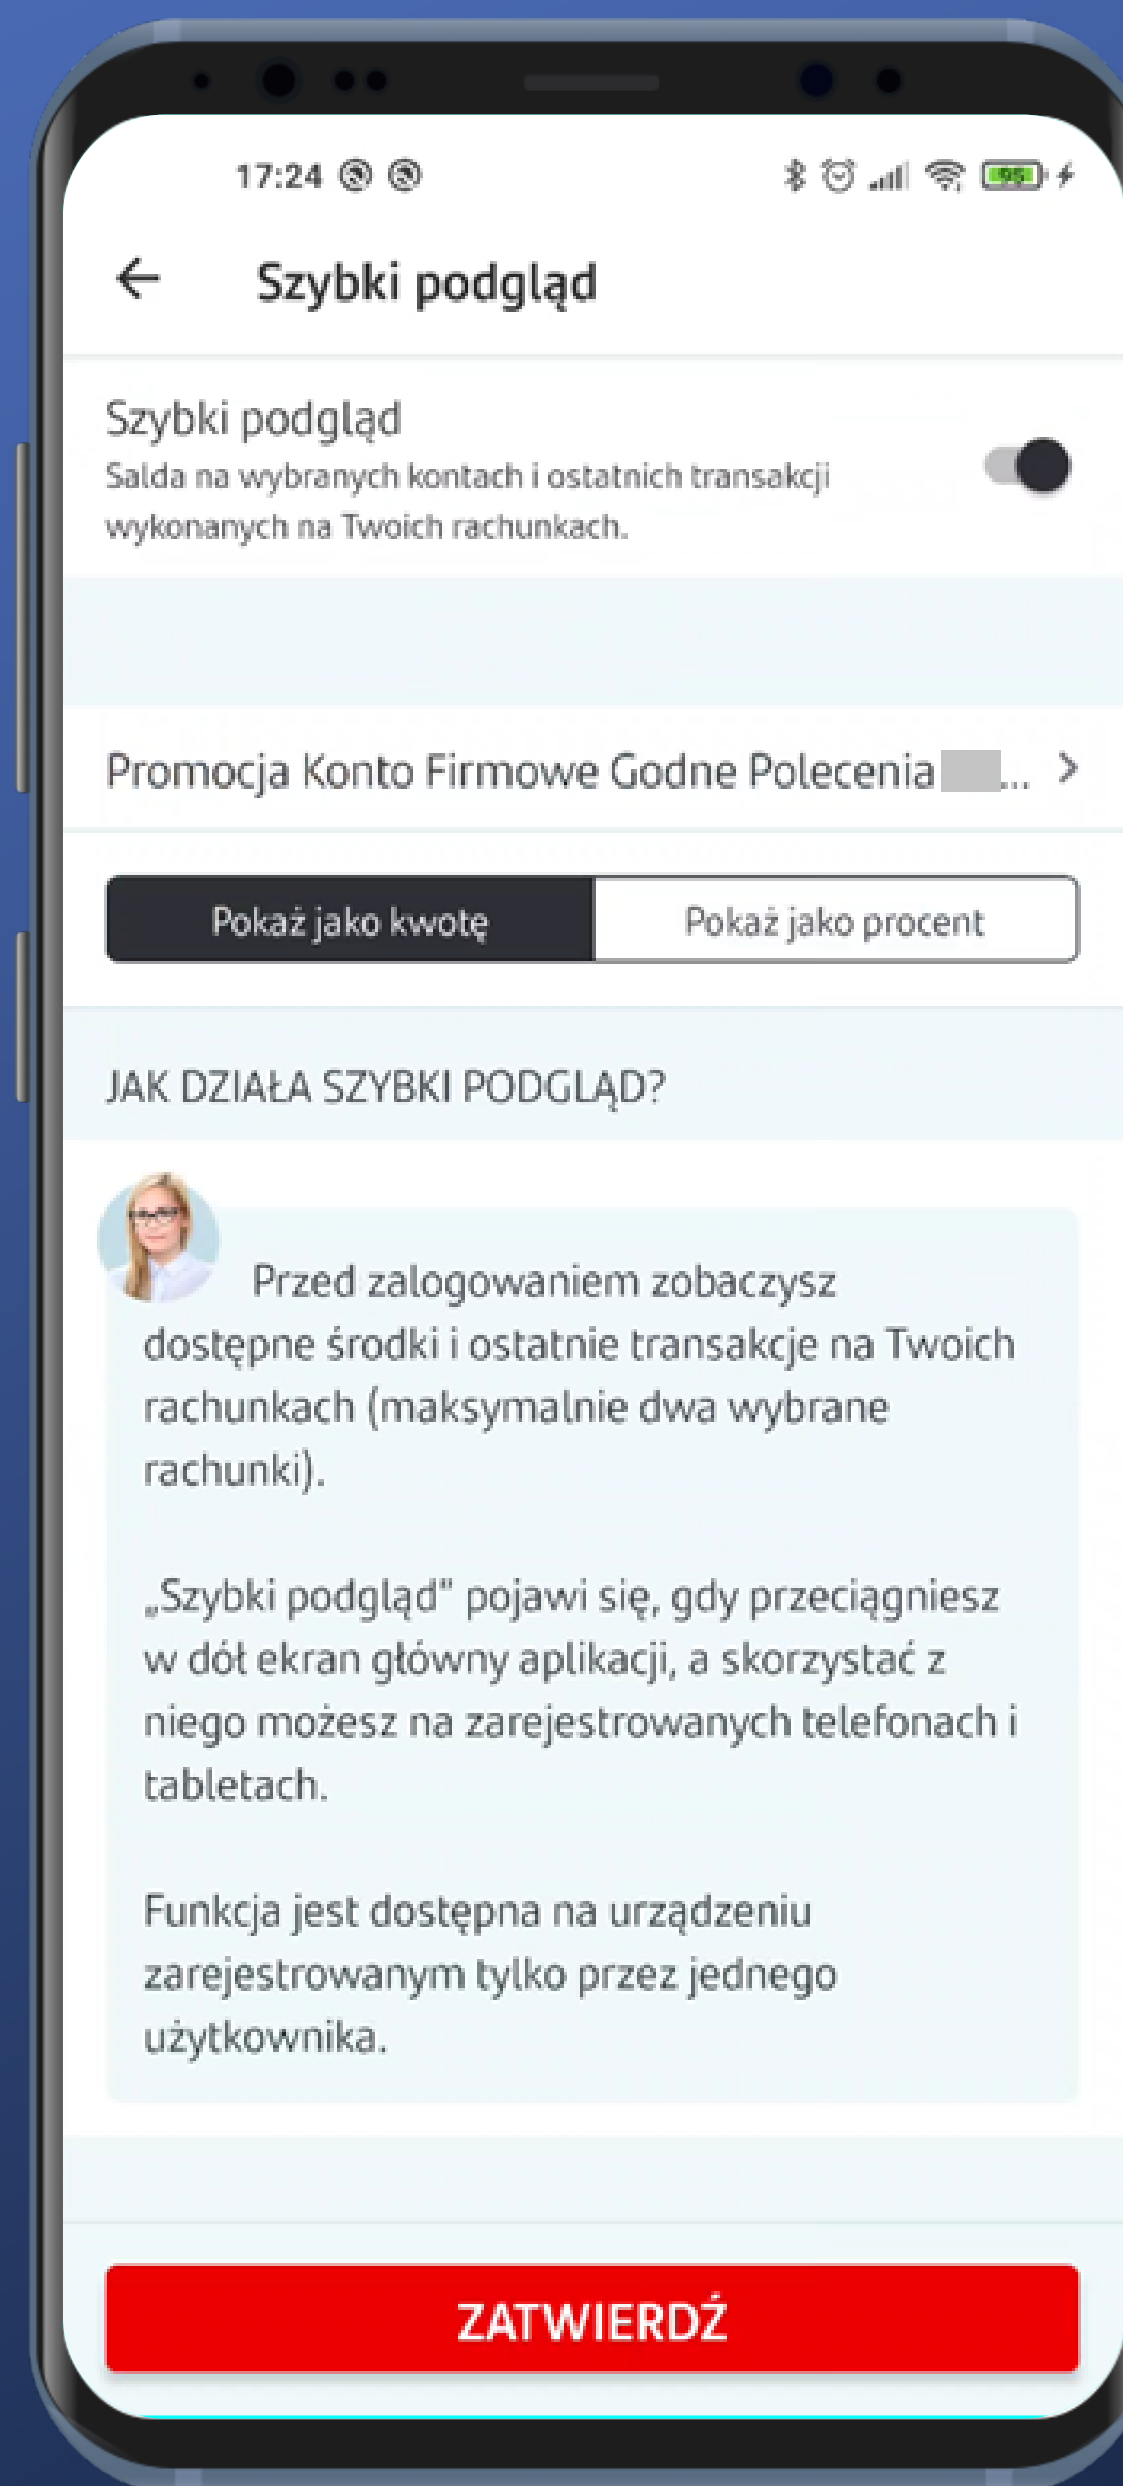 17:24
95
Szybki podgląd
Szybki podgląd
Salda na wybranych kontach i ostatnich transakcji
wykonanych na Twoich rachunkach.
Promocja Konto Firmowe Godne Polecenia ...
Pokaż jako kwotę
Pokaż jako procent
JAK DZIAŁA SZYBKI PODGLĄD?
Przed zalogowaniem zobaczysz
dostępne środki i ostatnie transakcje na Twoich
rachunkach (maksymalnie dwa wybrane
rachunki).
„Szybki podgląd" pojawi się, gdy przeciągniesz
w dół ekran główny aplikacji, a skorzystać z
niego możesz na zarejestrowanych telefonach i
tabletach.
Funkcja jest dostępna na urządzeniu
zarejestrowanym tylko przez jednego
użytkownika.
ZATWIERDŹ